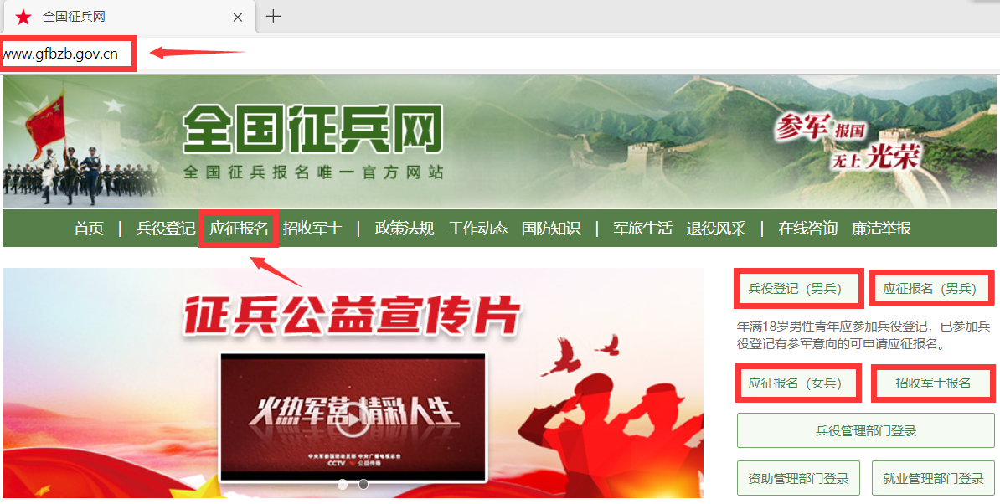 全国征兵网
www.gfbzb.gov.cn
全国征兵网
全国征兵报名唯一官方网站
参军 报国
无上 光荣
首页 | 兵役登记 应征报名 招收军士 | 政策法规 工作动态 国防知识 | 军旅生活 退役风采 | 在线咨询 廉洁举报
征兵公益宣传片
火热军营 精彩人生
中央军委国防动员部 中央广播电视总台
CCTV 公益传播
兵役登记（男兵） 应征报名（男兵）
年满18岁男性青年应参加兵役登记，已参加兵
役登记有参军意向的可申请应征报名。
应征报名（女兵） 招收军士报名
兵役管理部门登录
资助管理部门登录 就业管理部门登录